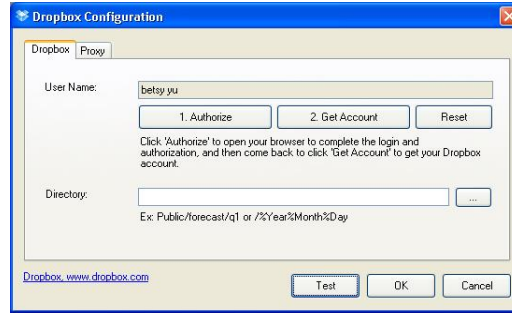 Dropbox Configuration
Dropbox Proxy
User Name: betsy yu
1. Authorize 2. Get Account Reset
Click 'Authorize' to open your browser to complete the login and
authorization, and then come back to click 'Get Account' to get your Dropbox
account.
Directory: ...
Ex: Public/forecast/q1 or /%Year%Month%Day
Dropbox, www.dropbox.com
Test OK Cancel